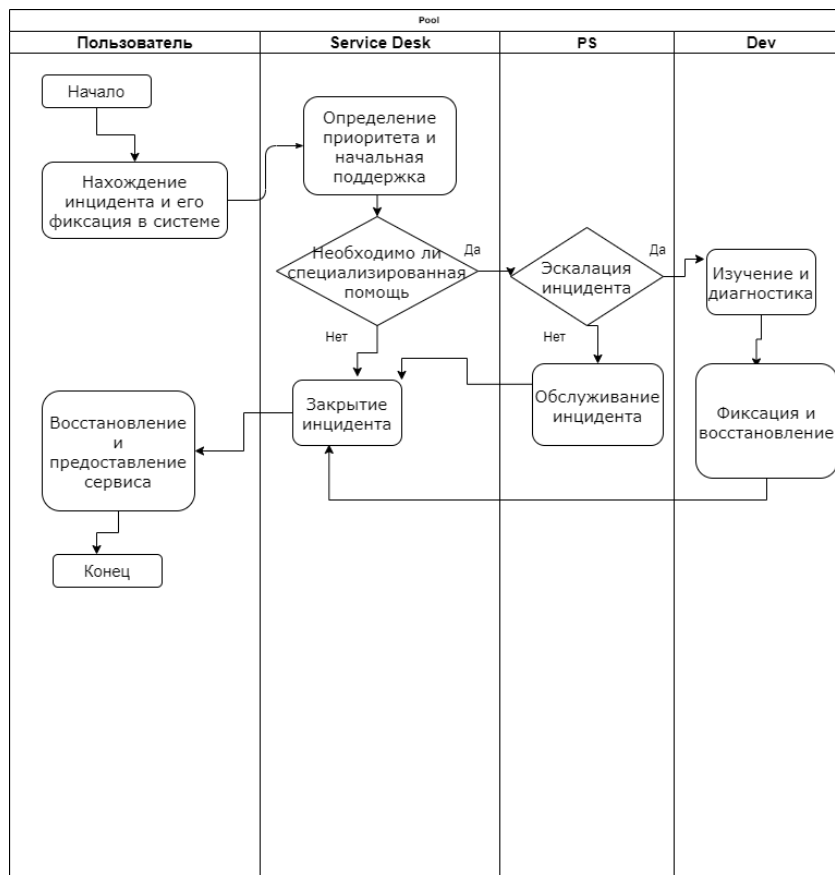 Pool
Пользователь
Service Desk
PS
Dev
Начало
Нахождение
инцидента и его
фиксация в системе
Определение
приоритета и
начальная
поддержка
Необходимо ли
специализированная
помощь
Да
Нет
Эскалация
инцидента
Да
Нет
Изучение и
диагностика
Закрытие
инцидента
Обслуживание
инцидента
Фиксация и
восстановление
Восстановление
и
предоставление
сервиса
Конец